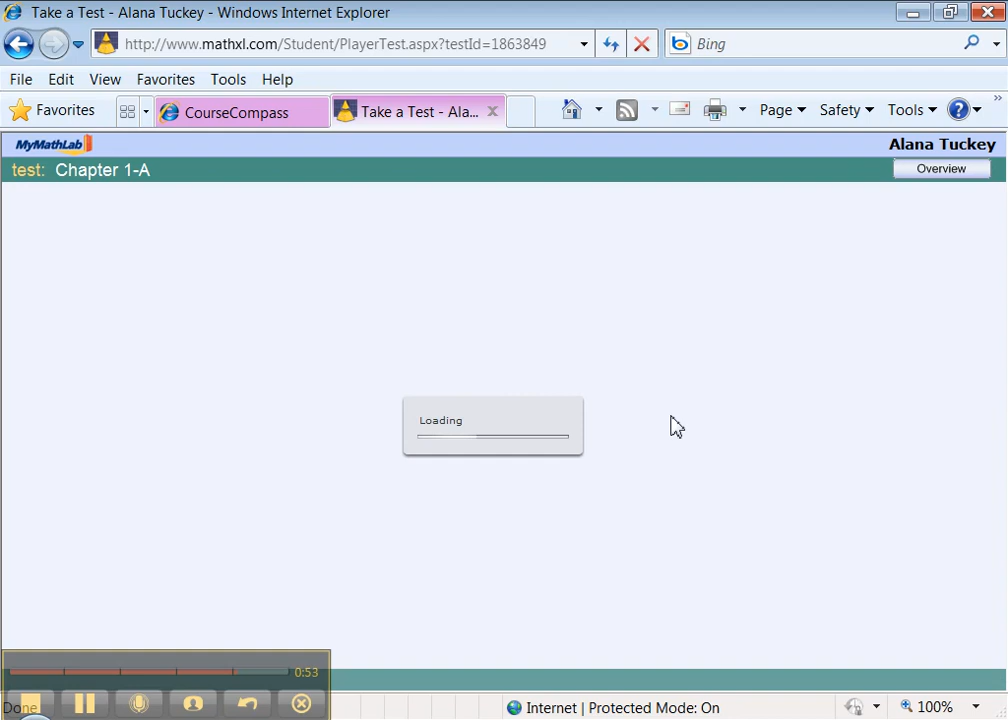 Take a Test - Alana Tuckey - Windows Internet Explorer
http://www.mathxl.com/Student/PlayerTest.aspx?testId=1863849
Bing
File Edit View Favorites Tools Help
Favorites
CourseCompass
Take a Test - Ala...
Page Safety Tools
MyMathLab
Alana Tuckey
test: Chapter 1-A
Overview
Loading
0:53
Done
Internet | Protected Mode: On
100%